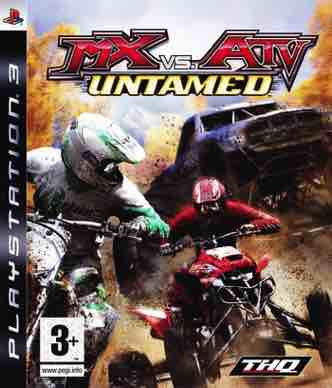 PLAYSTATION 3
MX VS. ATV
UNTAMED
3+
www.pegi.info
THQ